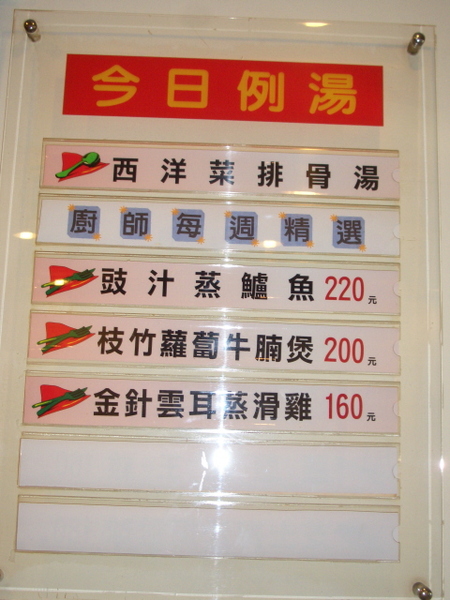 今日例湯
西洋菜排骨湯
廚師每週精選
豉汁蒸鱸魚 220元
枝竹蘿蔔牛腩煲 200元
金針雲耳蒸滑雞 160元